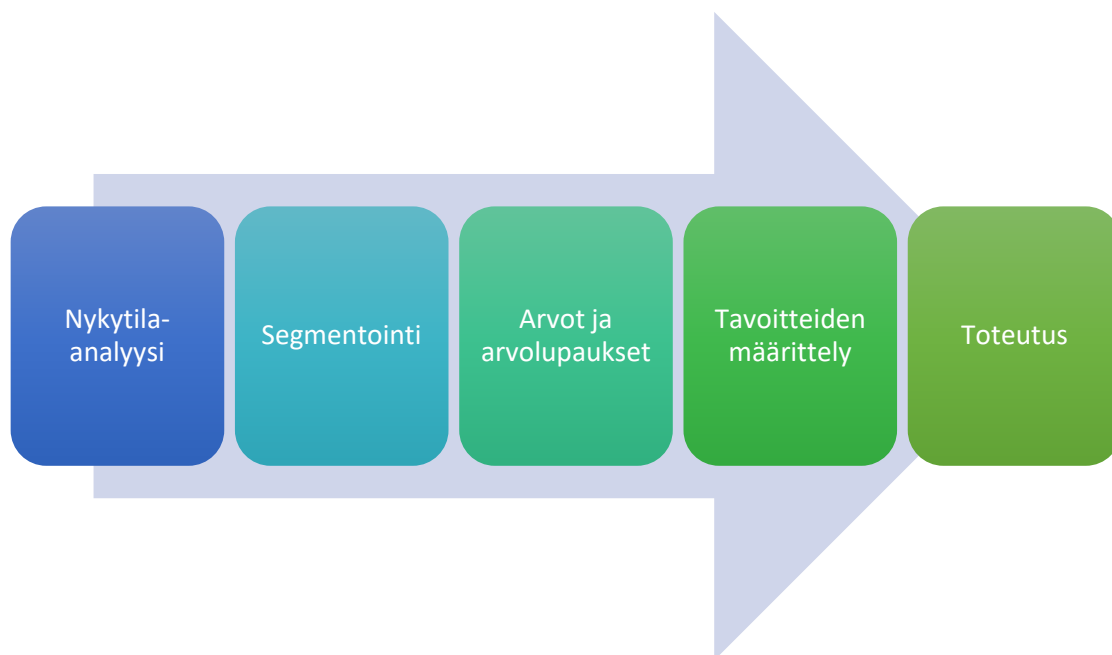 Nykytila-
analyysi
Segmentointi
Arvot ja
arvolupaukset
Tavoitteiden
määrittely
Toteutus